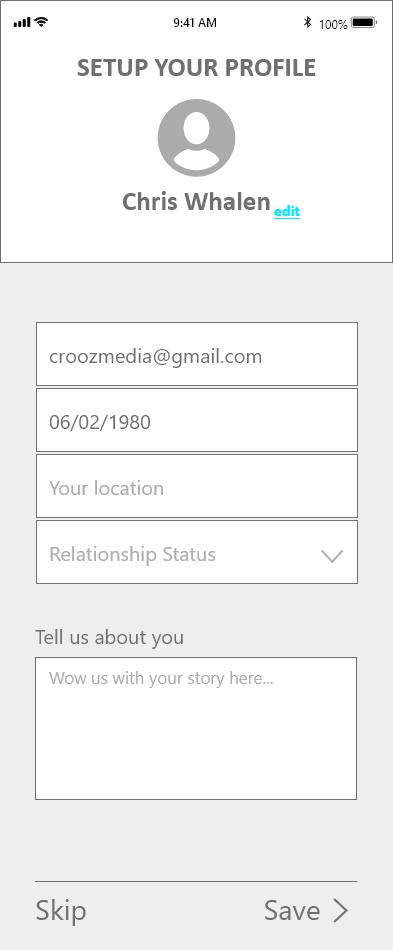 9:41 AM 100%
SETUP YOUR PROFILE
Chris Whalen edit
croozmedia@gmail.com
06/02/1980
Your location
Relationship Status
Tell us about you
Wow us with your story here...
Skip Save